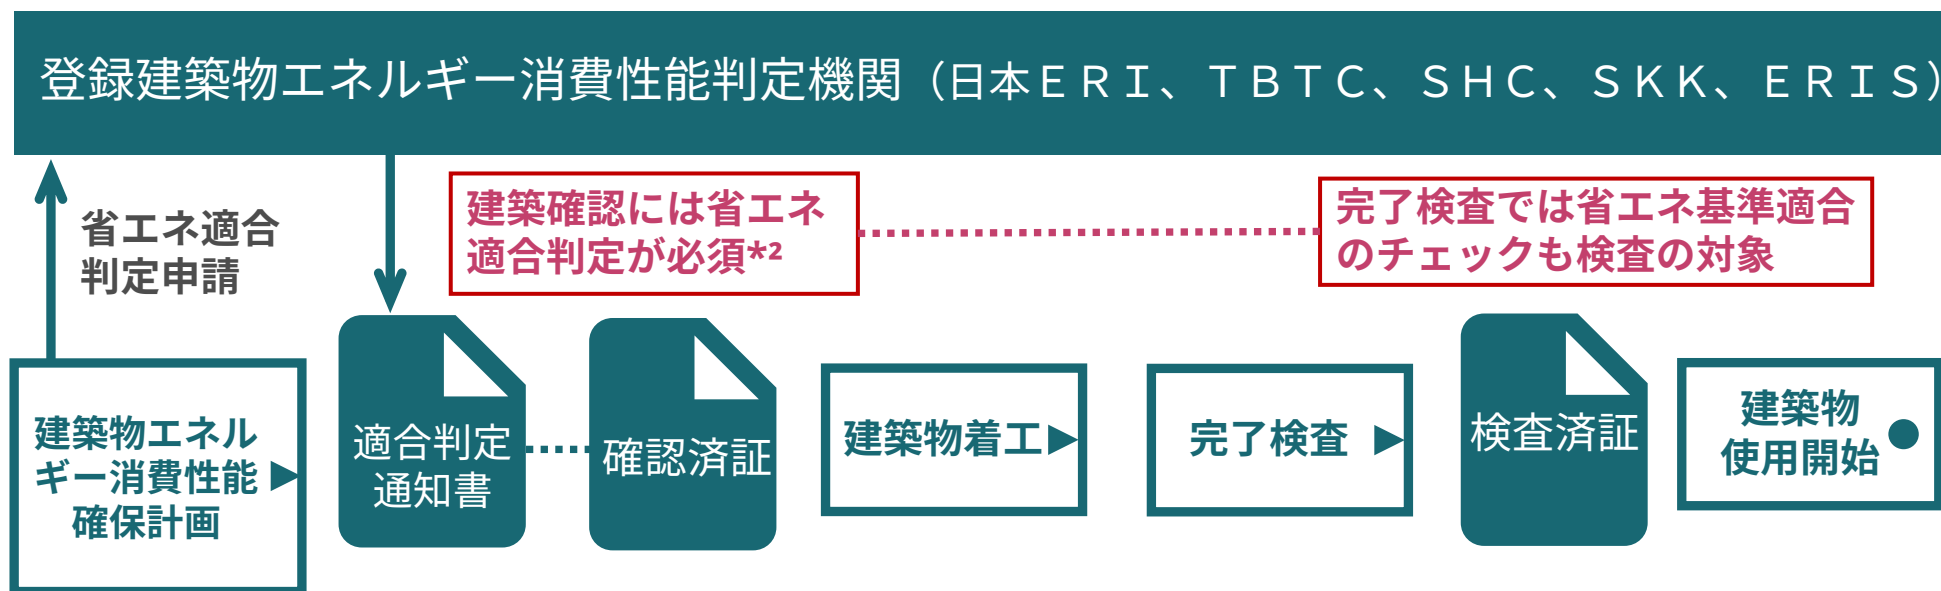 登録建築物エネルギー消費性能判定機関（日本ＥＲＩ、ＴＢＴＣ、ＳＨＣ、ＳＫＫ、ＥＲＩＳ）
省エネ適合
判定申請
建築確認には省エネ
適合判定が必須*²
完了検査では省エネ基準適合
のチェックも検査の対象
建築物エネル
ギー消費性能
確保計画
適合判定
通知書
確認済証
建築物着工
完了検査
検査済証
建築物
使用開始